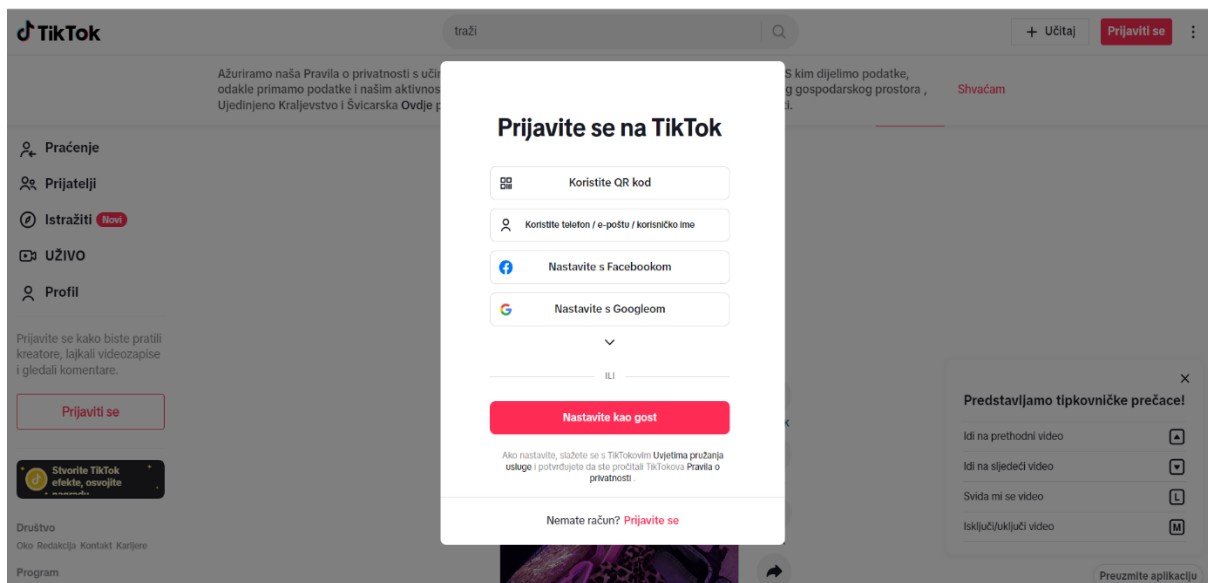 TikTok
traži
+ Učitaj
Prijaviti se
Ažuriramo naša Pravila o privatnosti s
S kim dijelimo podatke,
odakle primamo podatke i našim
g gospodarskog prostora ,
Ujedinjeno Kraljevstvo i Švicarska Ovdje
Shvaćam
Praćenje
Prijatelji
Istražiti Novi
UŽIVO
Profil
Prijavite se kako biste pratili
kreatore, lajkali videozapise
i gledali komentare.
Prijaviti se
Stvorite TikTok
efekte, osvojite
Društvo
Oko Redakcija Kontakt Karijere
Program
Prijavite se na TikTok
Koristite QR kod
Koristite telefon / e-poštu / korisničko ime
Nastavite s Facebookom
Nastavite s Googleom
ILI
Nastavite kao gost
Ako nastavite, slažete se s TikTokovim Uvjetima pružanja
usluge i potvrđujete da ste pročitali TikTokova Pravila o
privatnosti .
Nemate račun? Prijavite se
Predstavljamo tipkovničke prečace!
Idi na prethodni video
Idi na sljedeći video
Sviđa mi se video L
Isključi/uključi video M
Preuzmite aplikaciju